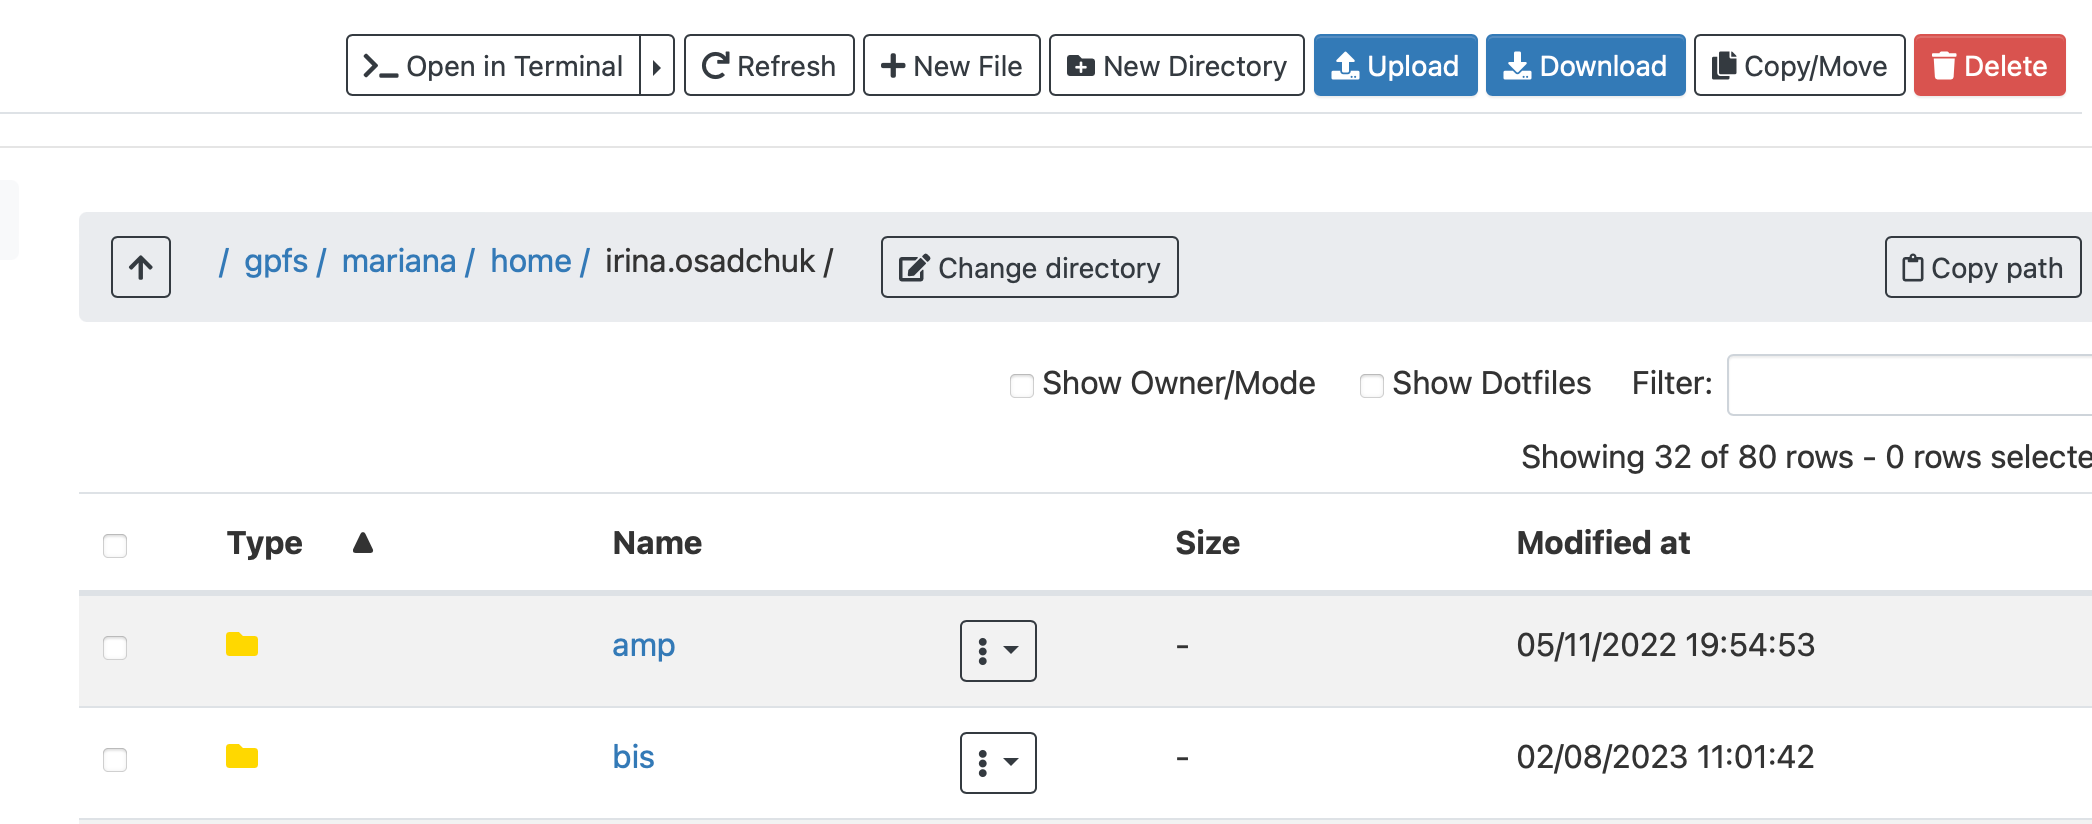 Open in Terminal Refresh New File New Directory Upload Download Copy/Move Delete
/ gpfs / mariana / home / irina.osadchuk / Change directory Copy path
Show Owner/Mode Show Dotfiles Filter:
Showing 32 of 80 rows - 0 rows selecte
Type Name Size Modified at
amp - 05/11/2022 19:54:53
bis - 02/08/2023 11:01:42